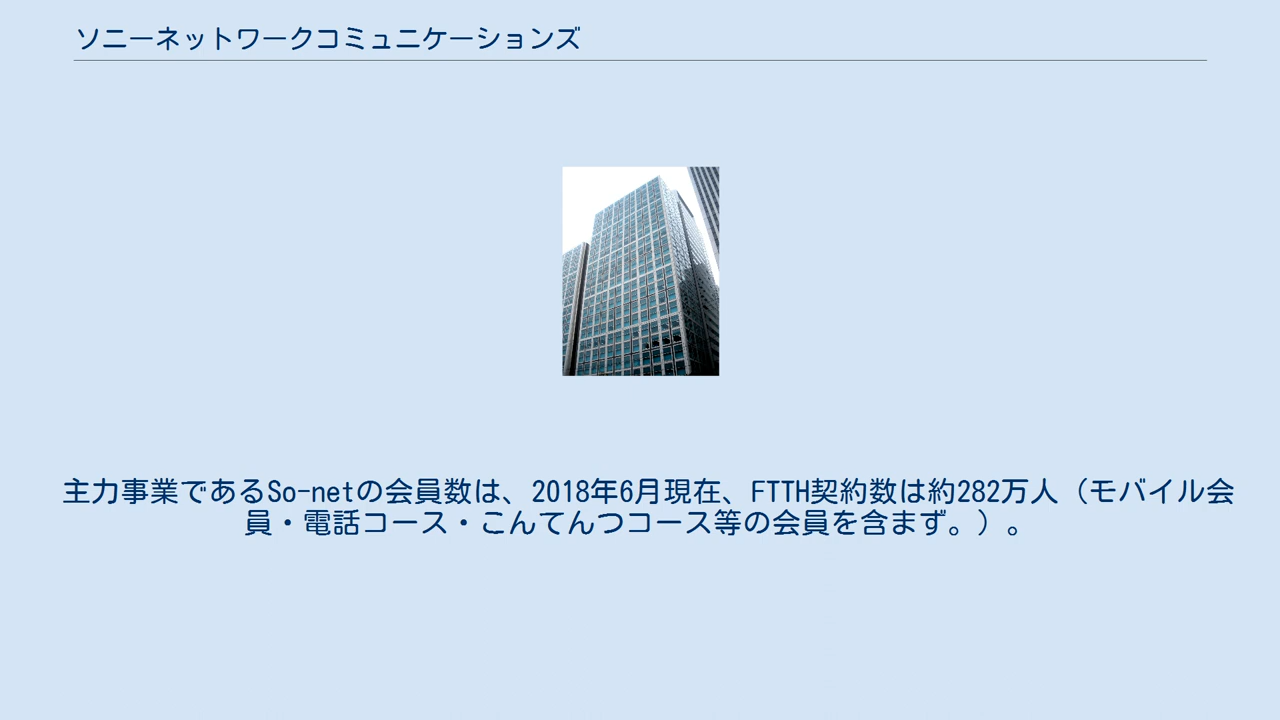 ソニーネットワークコミュニケーションズ
主力事業であるSo-netの会員数は、2018年6月現在、FTTH契約数は約282万人（モバイル会
員・電話コース・こんてんつコース等の会員を含まず。）。